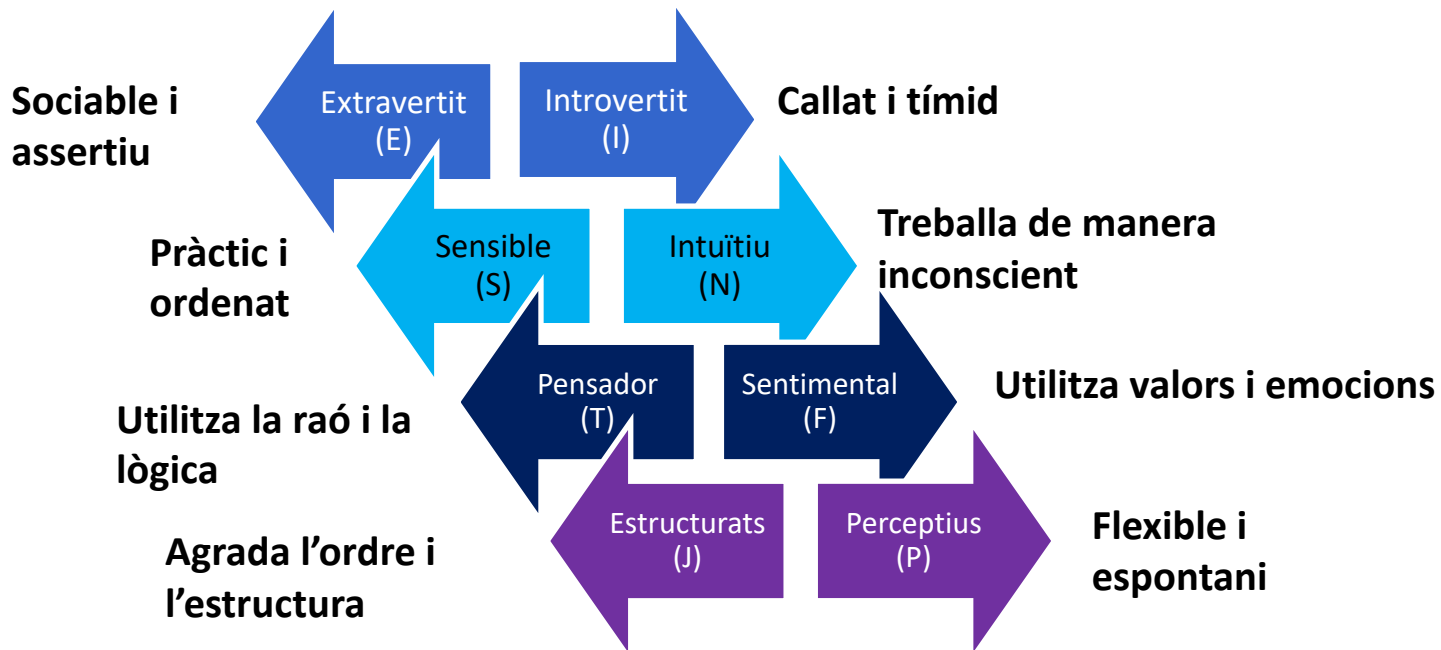 Sociable i
assertiu
Extravertit
(E)
Introvertit
(I)
Callat i tímid
Pràctic i
ordenat
Sensible
(S)
Intuïtiu
(N)
Treballa de manera
inconscient
Utilitza la raó i la
lògica
Pensador
(T)
Sentimental
(F)
Utilitza valors i emocions
Agrada l’ordre i
l’estructura
Estructurats
(J)
Perceptius
(P)
Flexible i
espontani